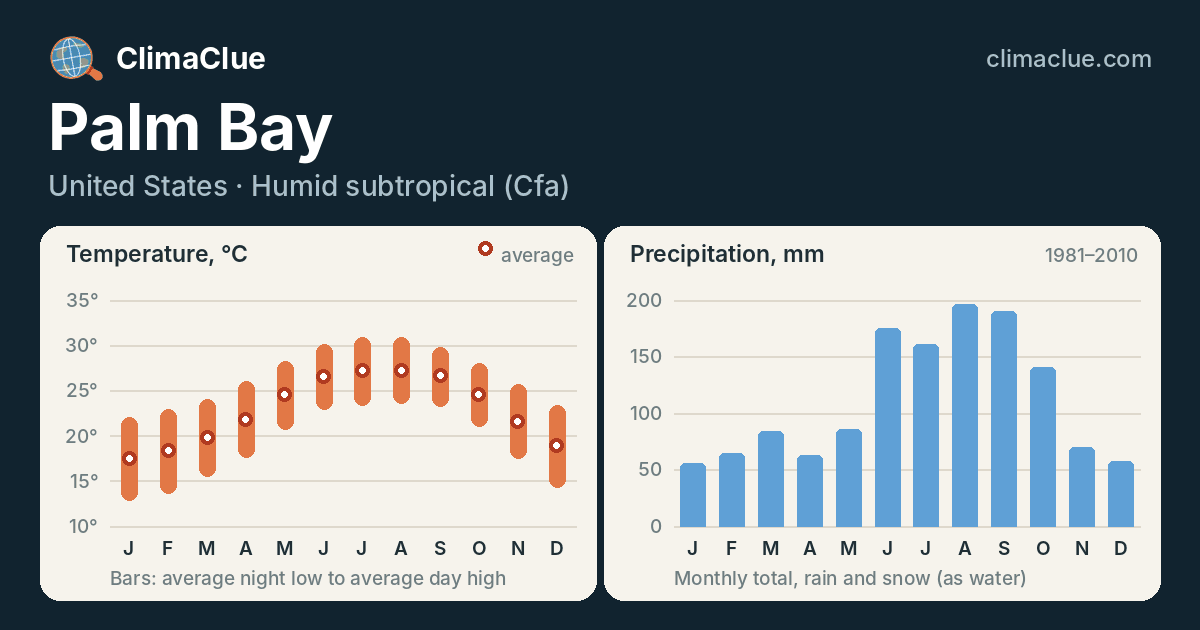 ClimaClue
climaclue.com
Palm Bay
United States · Humid subtropical (Cfa)
Temperature, °C
average
35°
30°
25°
20°
15°
10°
J F M A M J J A S O N D
Bars: average night low to average day high
Precipitation, mm
1981–2010
200
150
100
50
0
J F M A M J J A S O N D
Monthly total, rain and snow (as water)